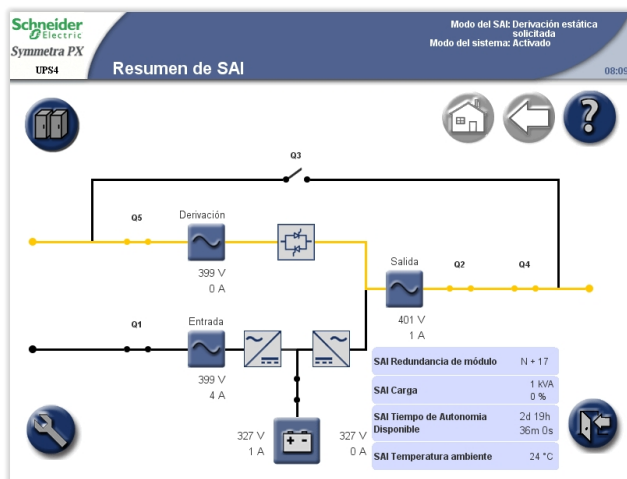 Schneider
Electric
Symmetra PX
UPS4
Resumen de SAI
Modo del SAI: Derivación estática
solicitada
Modo del sistema: Activado
08:09
?
Q3
Q5
Derivación
399 V
0 A
Salida
Q2
Q4
401 V
1 A
Q1
Entrada
399 V
4 A
SAI Redundancia de módulo N + 17
SAI Carga 1 kVA
0 %
SAI Tiempo de Autonomía
Disponible
2d 19h
36m 0s
SAI Temperatura ambiente 24 °C
327 V
1 A
327 V
0 A